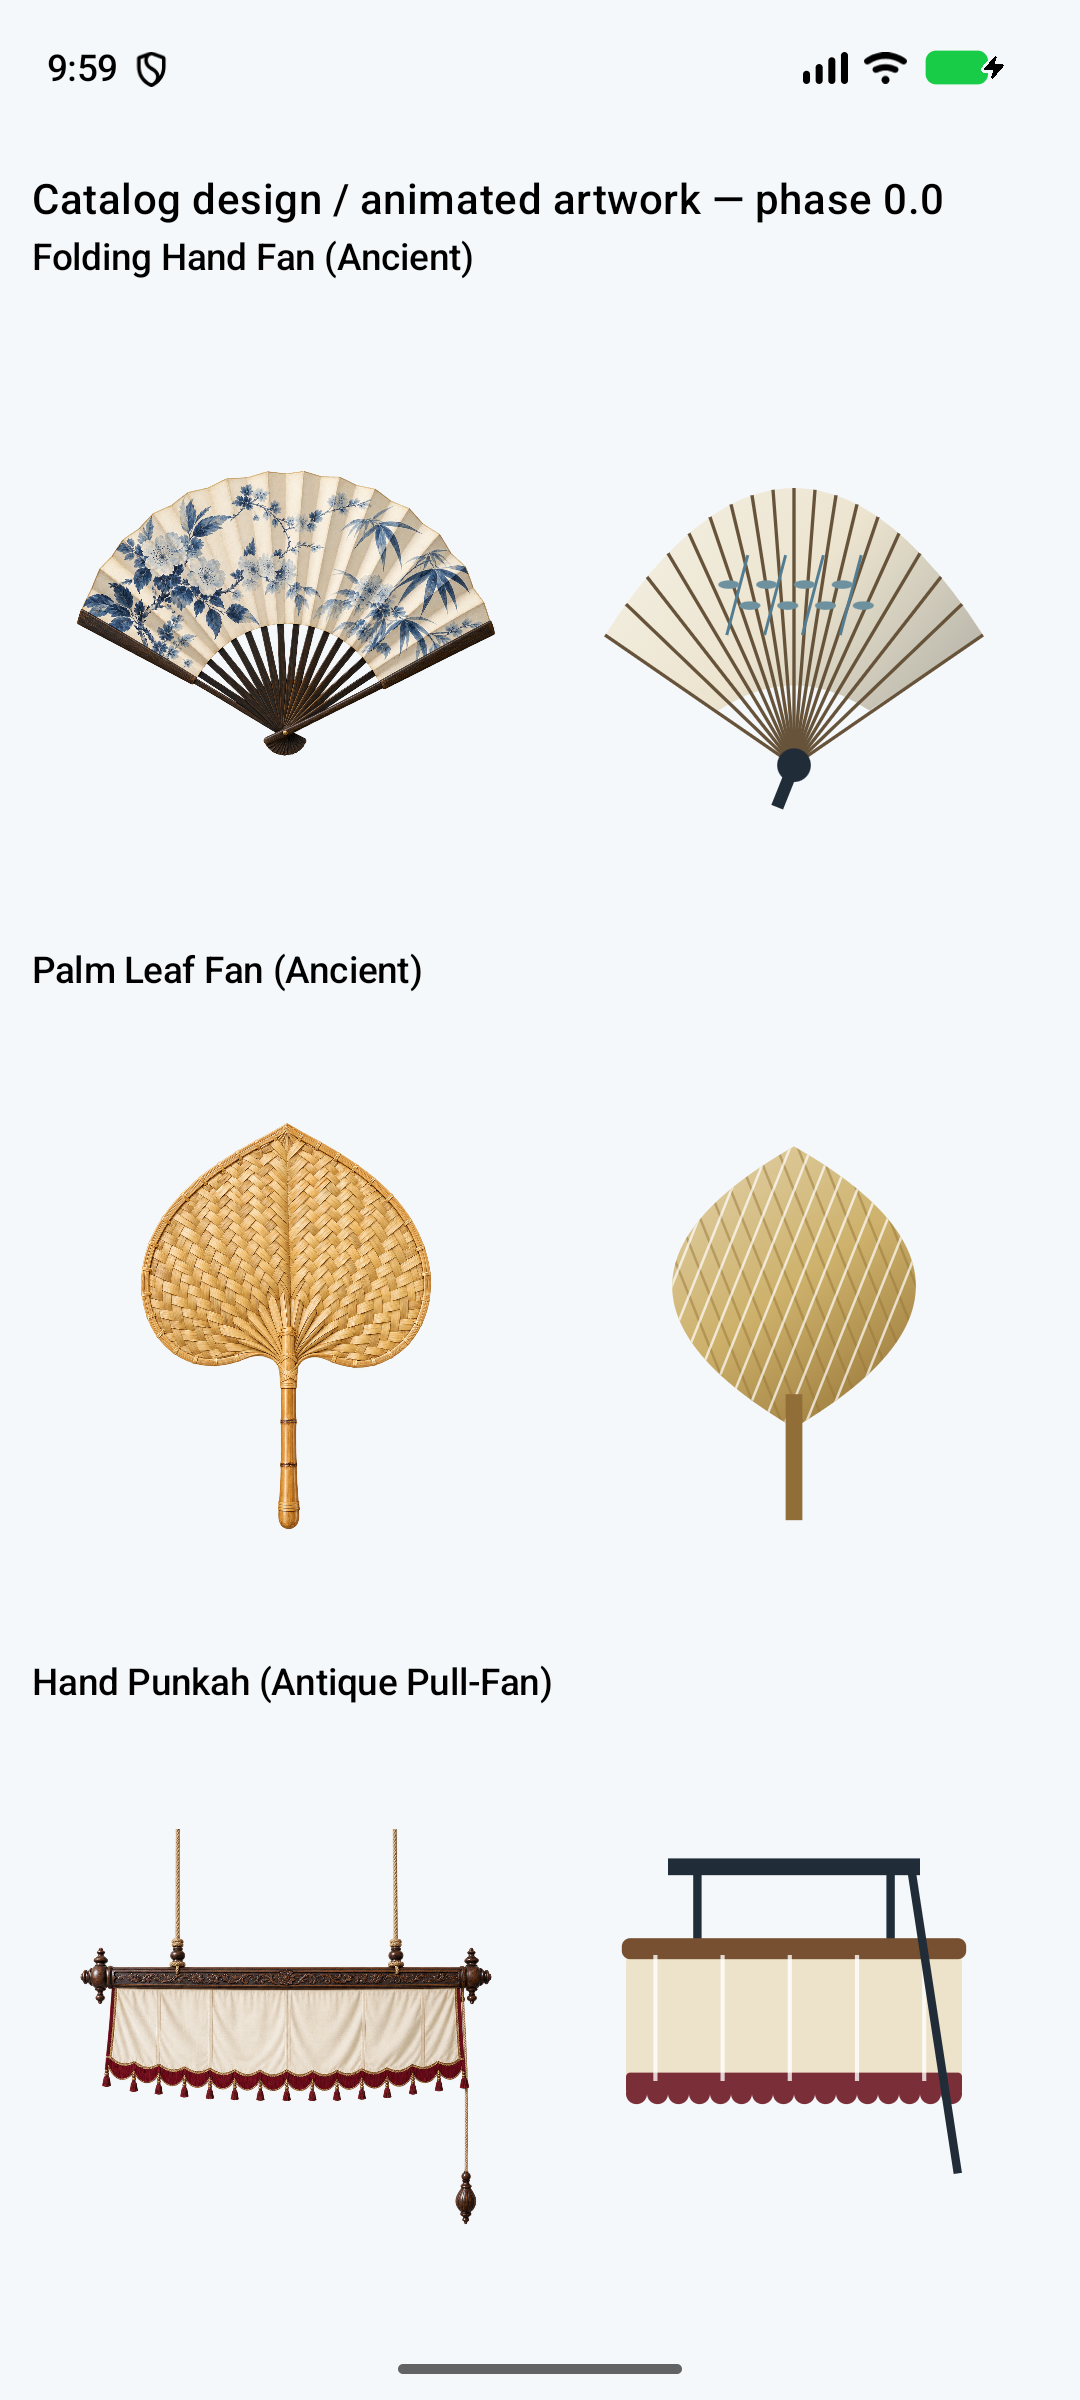 9:59
Catalog design / animated artwork — phase 0.0
Folding Hand Fan (Ancient)
Palm Leaf Fan (Ancient)
Hand Punkah (Antique Pull-Fan)